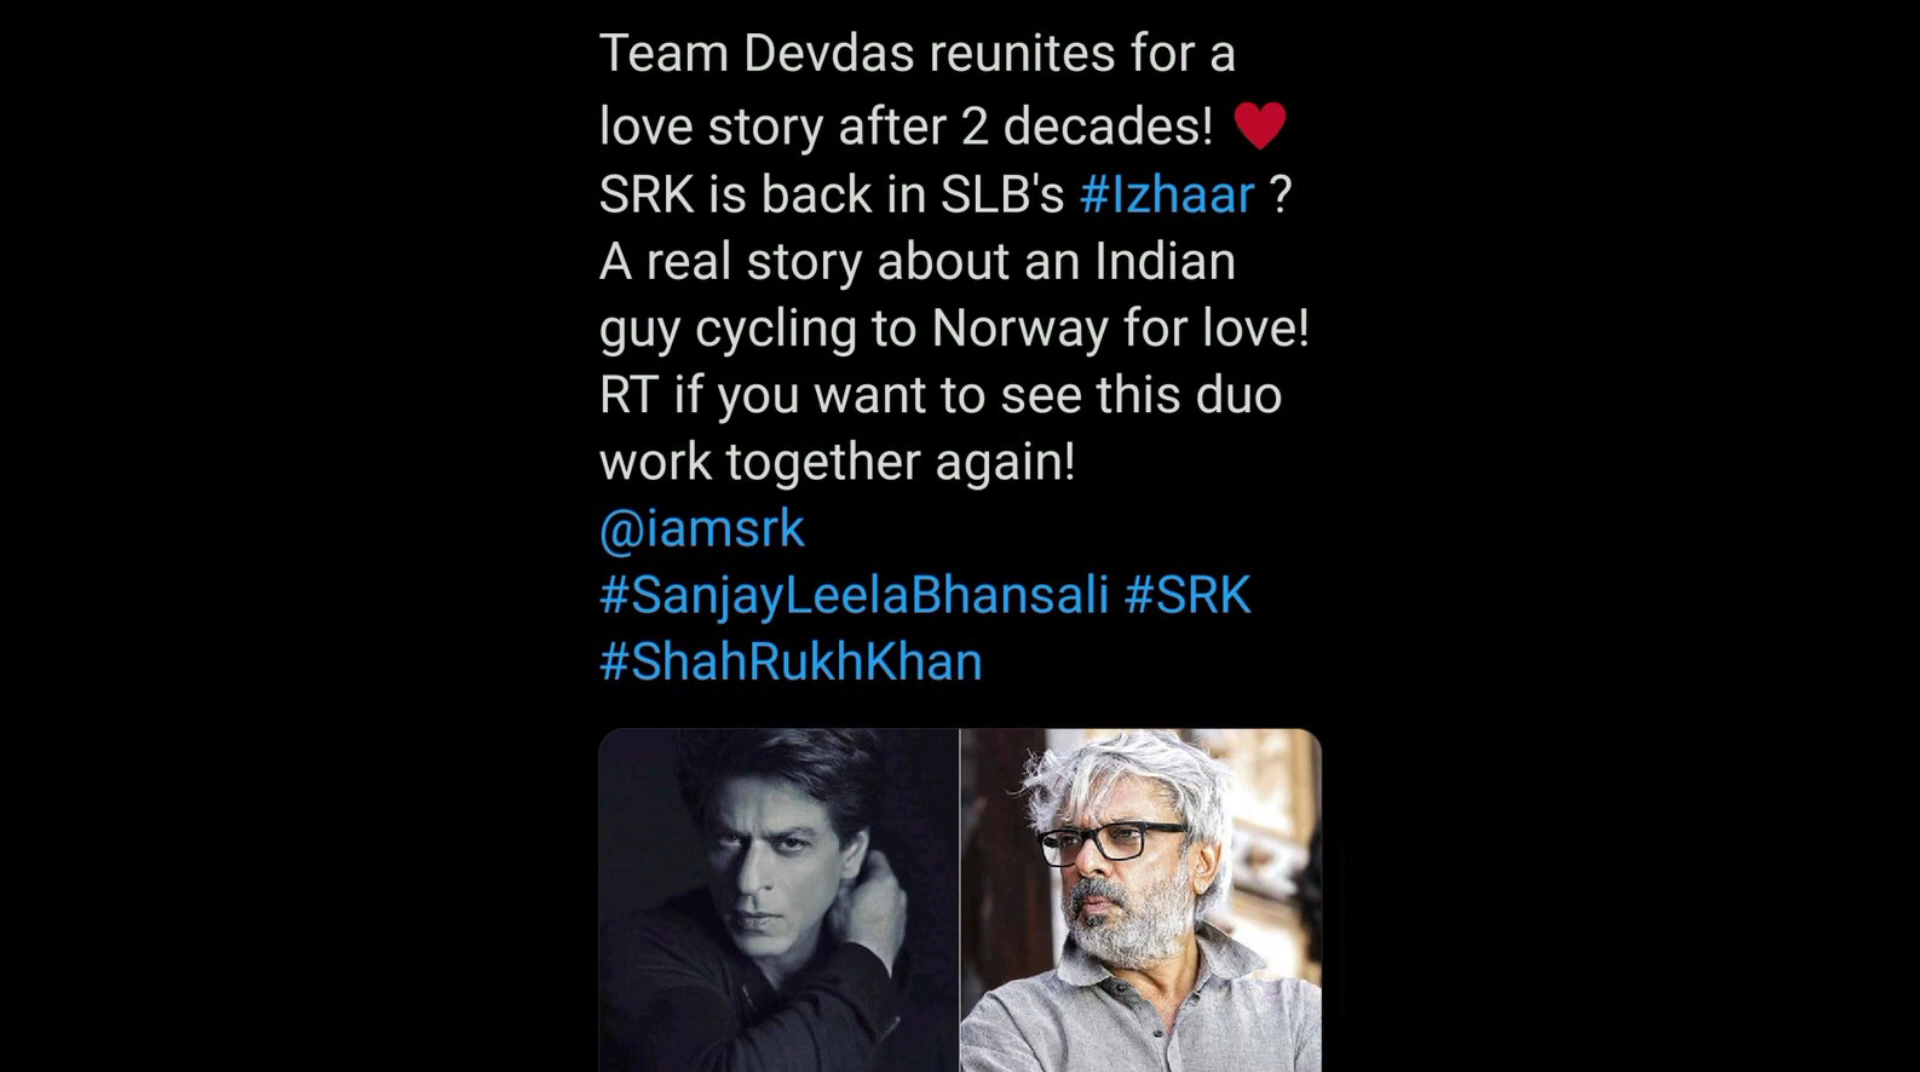 Team Devdas reunites for a
love story after 2 decades! ♥
SRK is back in SLB's #Izhaar ?
A real story about an Indian
guy cycling to Norway for love!
RT if you want to see this duo
work together again!
@iamsrk
#SanjayLeelaBhansali #SRK
#ShahRukhKhan